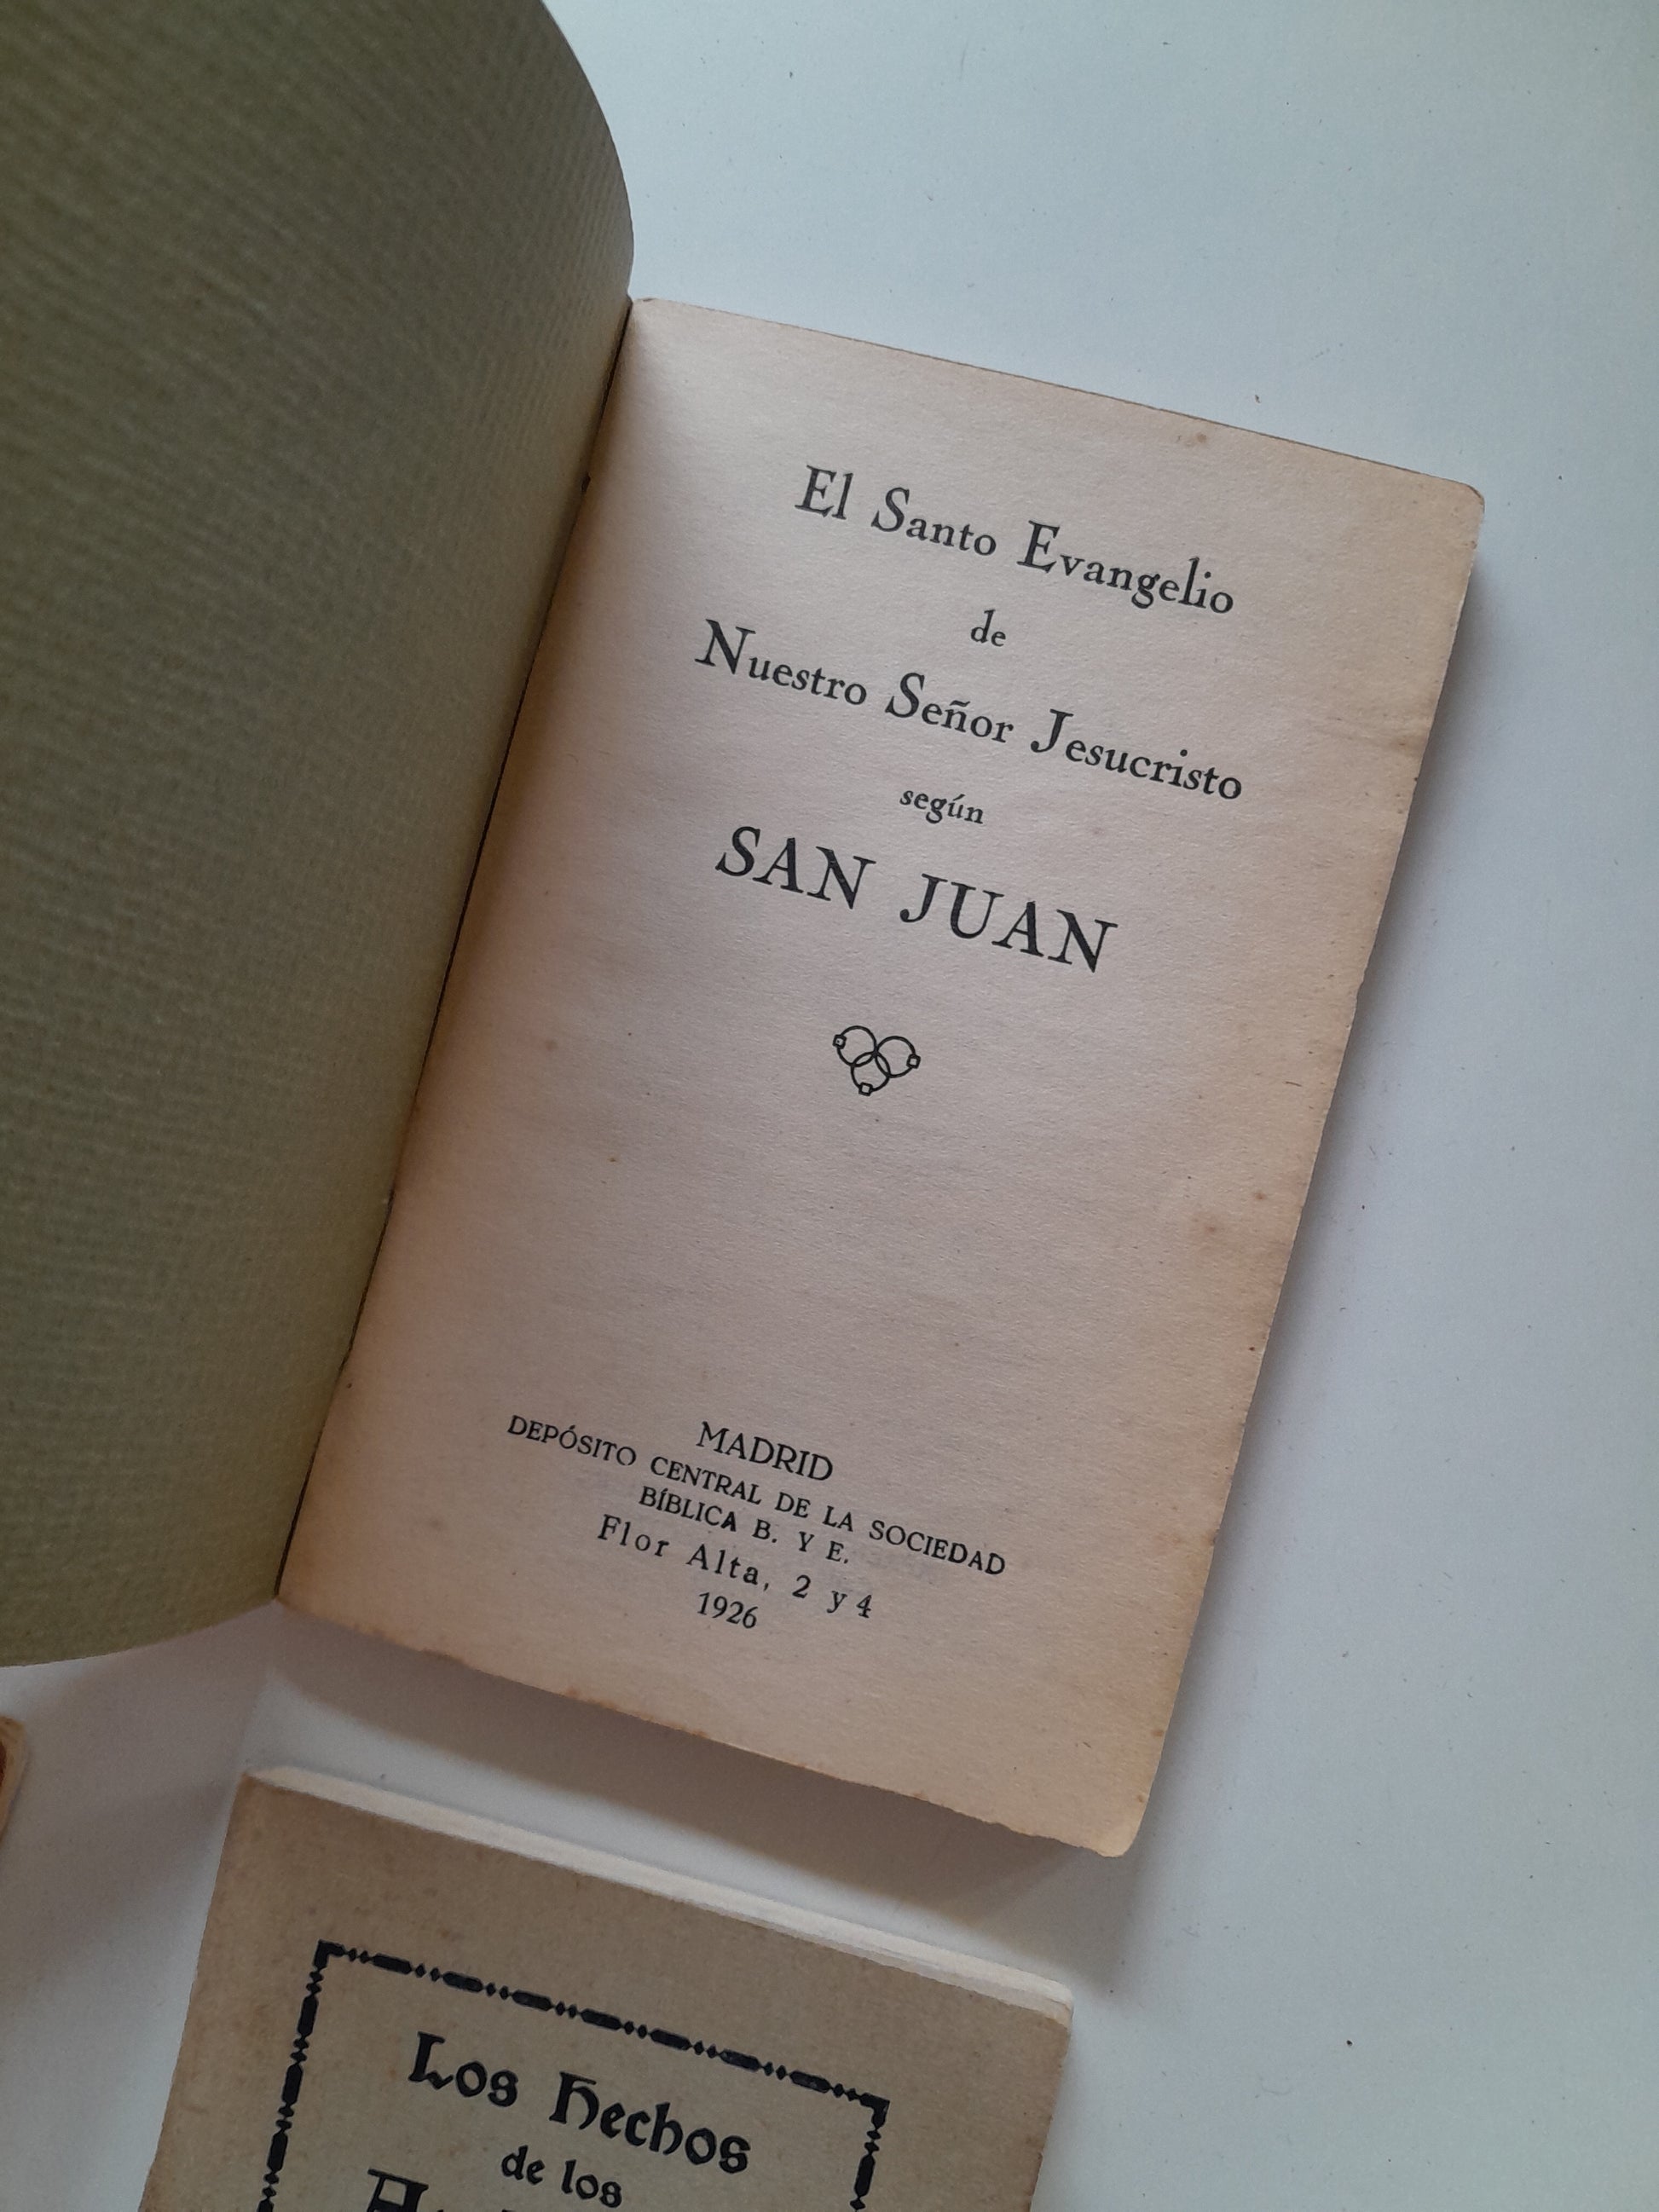 El Santo Evangelio
de
Nuestro Señor Jesucristo
según
SAN JUAN
MADRID
DEPÓSITO CENTRAL DE LA SOCIEDAD
BÍBLICA B. Y E.
Flor Alta, 2 y 4
1926
Los Hechos
de los